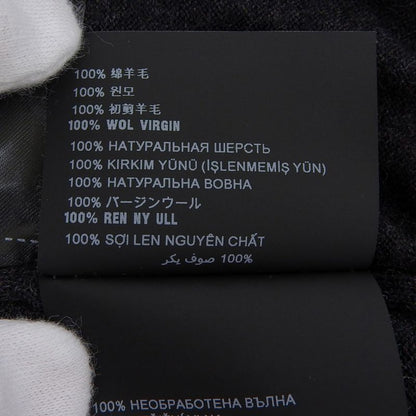 100% 绵羊毛
100% 원모
100% 初剪羊毛
100% WOL VIRGIN
100% НАТУРАЛЬНАЯ ШЕРСТЬ
100% KIRKIM YÜNÜ (İŞLENMEMİŞ YÜN)
100% НАТУРАЛЬНА ВОВНА
100% バージンウール
100% REN NY ULL
100% SỢI LEN NGUYÊN CHẤT
100% صوف بكر
100% НЕОБРАБОТЕНА ВЪЛНА